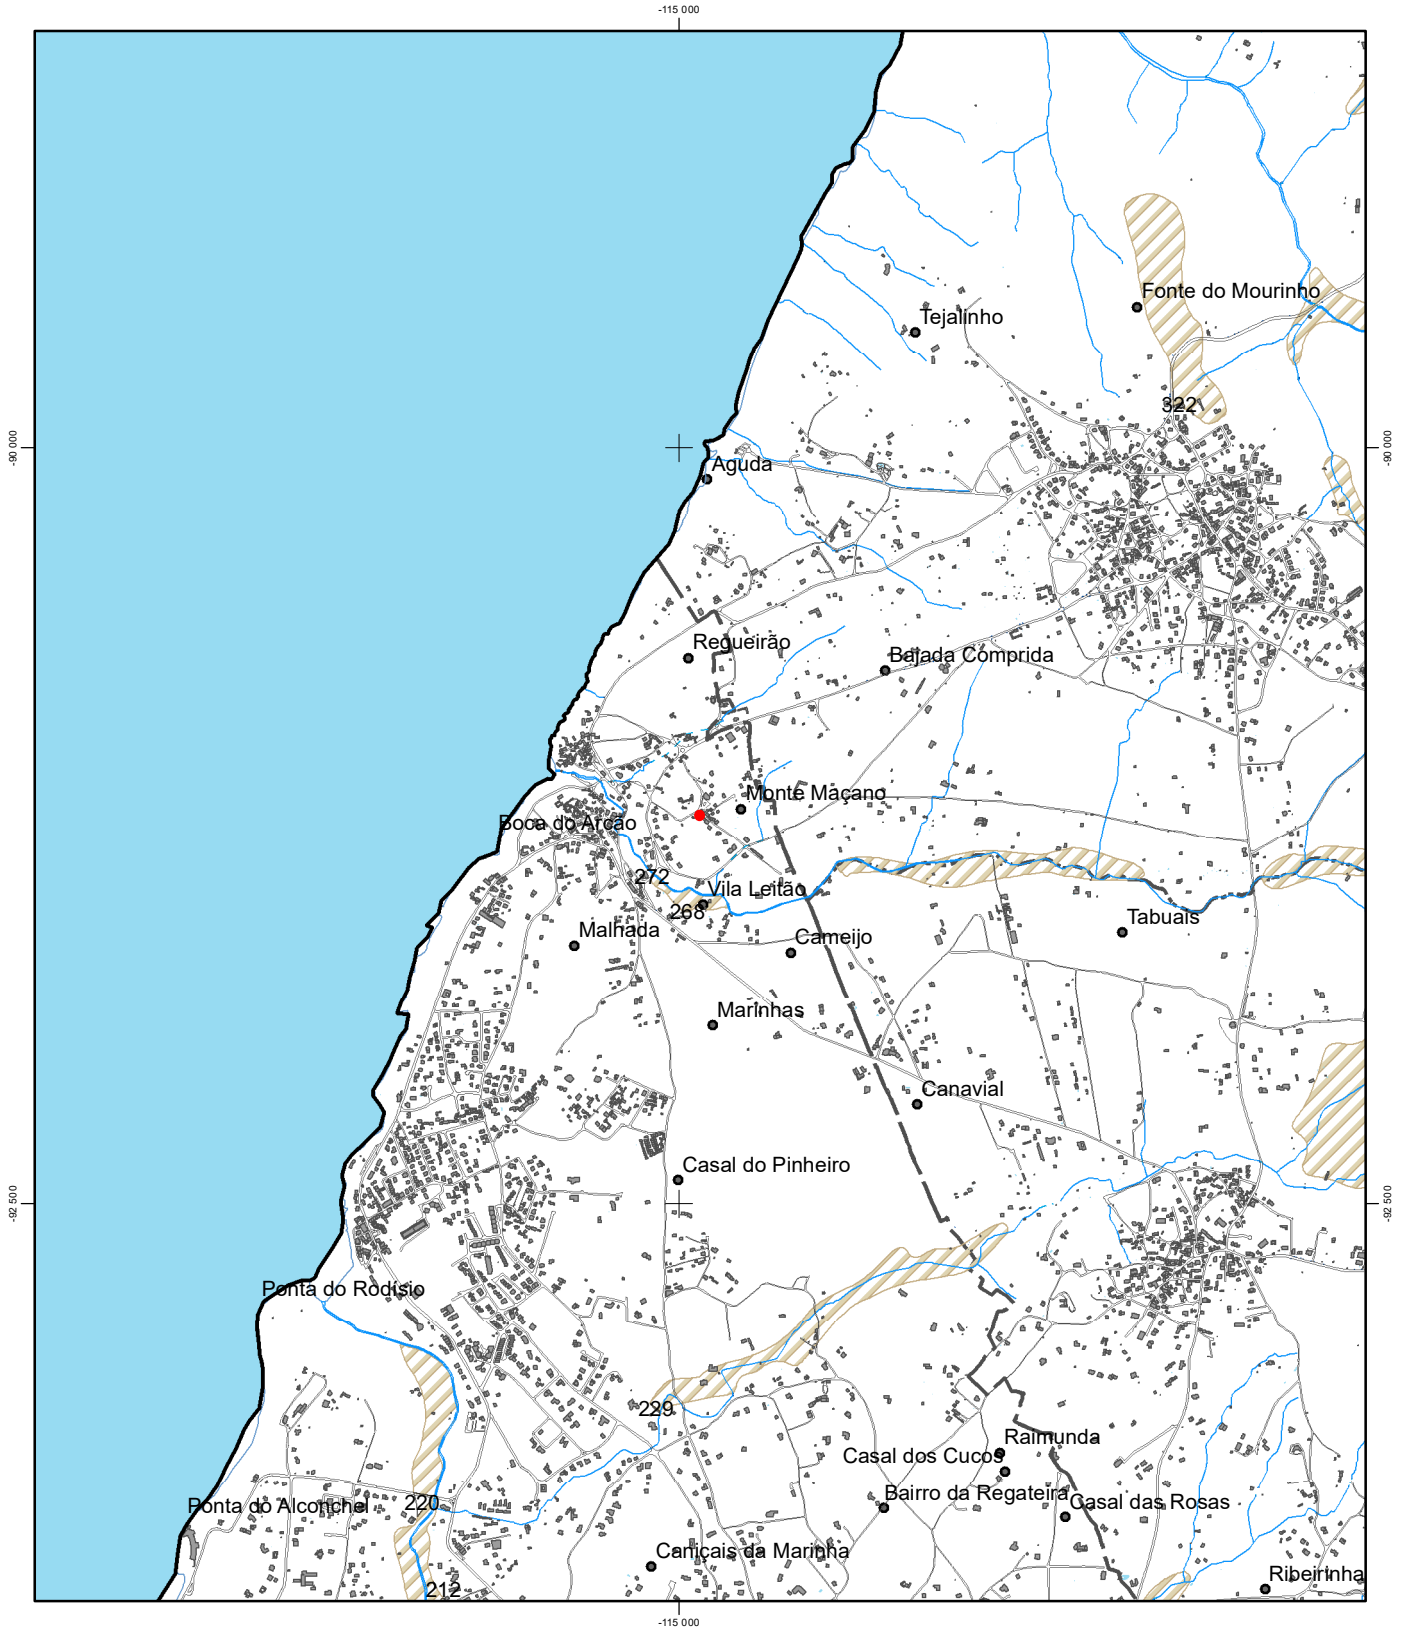 -115 000
Fonte do Mourinho
Tejalinho
322
-90 000
-90 000
Aguda
Regueirão
Bajada Comprida
Monte Maçano
Boca do Arcão
272
Vila Leitão
268
Tabuais
Malhada
Cameijo
Marinhas
Canavial
Casal do Pinheiro
-92 500
-92 500
Ponta do Rodísio
229
Raimunda
Casal dos Cucos
Bairro da Regateira
Casal das Rosas
220
Ponta do Alconchel
Caniçais da Marinha
Ribeirinha
212
-115 000